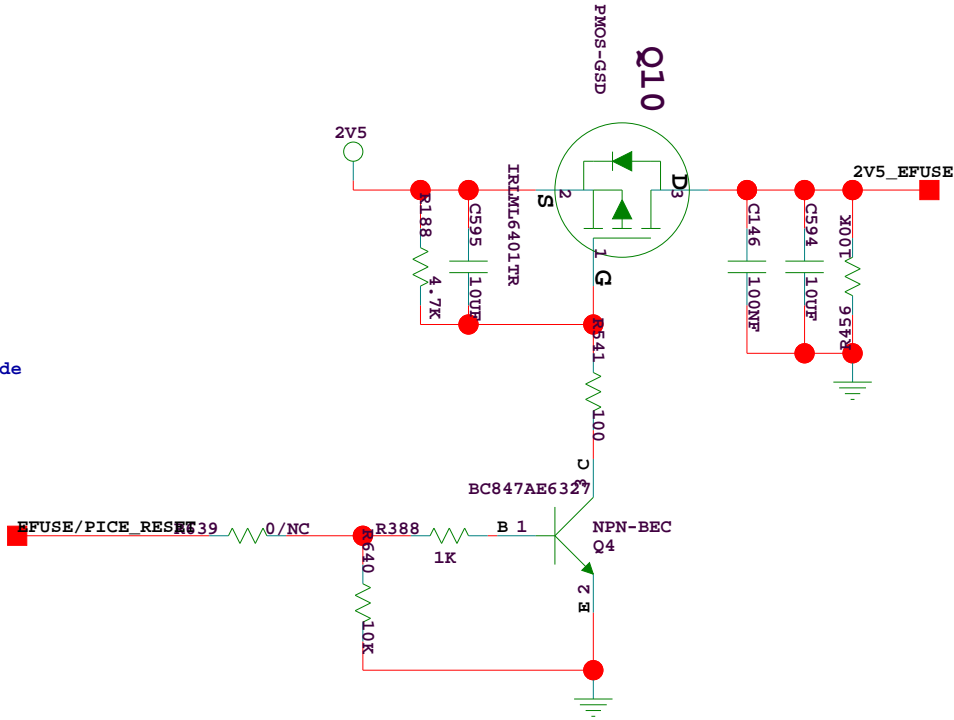 PMOS-GSD
Q10
2V5
IRLML6401TR
S
2
D
3
1
G
2V5_EFUSE
R188
4.7K
C595
10UF
C146
100NF
C594
10UF
100K
R456
R541
100
de
C
3
BC847AE6327
EFUSE/PICE_RESET
R639
0/NC
R640
10K
R388
1K
B 1
NPN-BEC
Q4
E 2